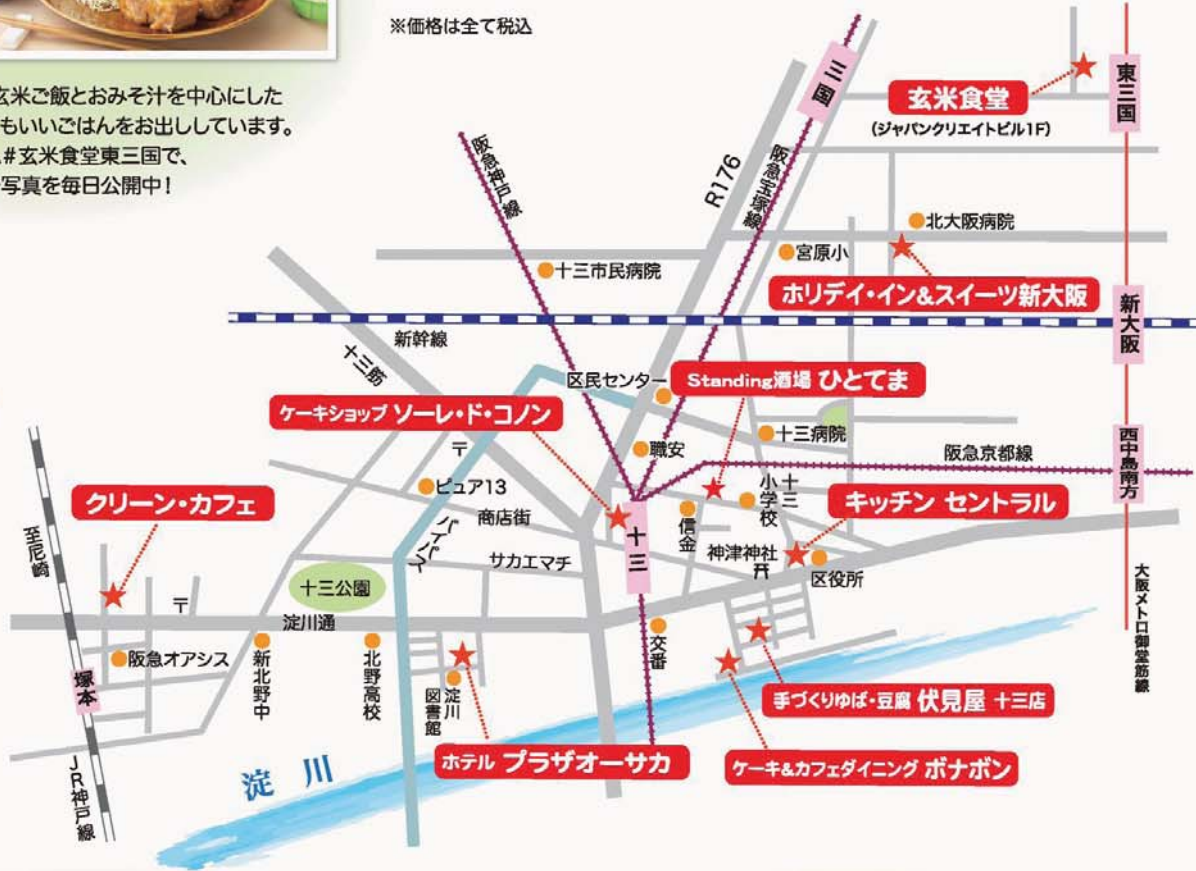 ※価格は全て税込
玄米ご飯とおみそ汁を中心にした
もいいごはんをお出ししています。
#玄米食堂東三国で、
写真を毎日公開中！
三国
東三国
玄米食堂
(ジャパンクリエイトビル1F)
阪急神戸線
R176
阪急宝塚線
北大阪病院
宮原小
十三市民病院
ホリデイ・イン&スイーツ新大阪
新大阪
新幹線
十三筋
区民センター
Standing酒場 ひとてま
ケーキショップ ソーレ・ド・コノン
十三病院
職安
阪急京都線
西中島南方
〒
ピュア13
商店街
バイパス
サカエマチ
十三
信金
十三小学校
キッチン セントラル
神津神社
区役所
クリーン・カフェ
至尼崎
〒
十三公園
淀川通
阪急オアシス
新北野中
北野高校
淀川図書館
交番
大阪メトロ御堂筋線
塚本
JR神戸線
手づくりゆば・豆腐 伏見屋 十三店
ホテル プラザオーサカ
ケーキ&カフェダイニング ボナボン
淀川